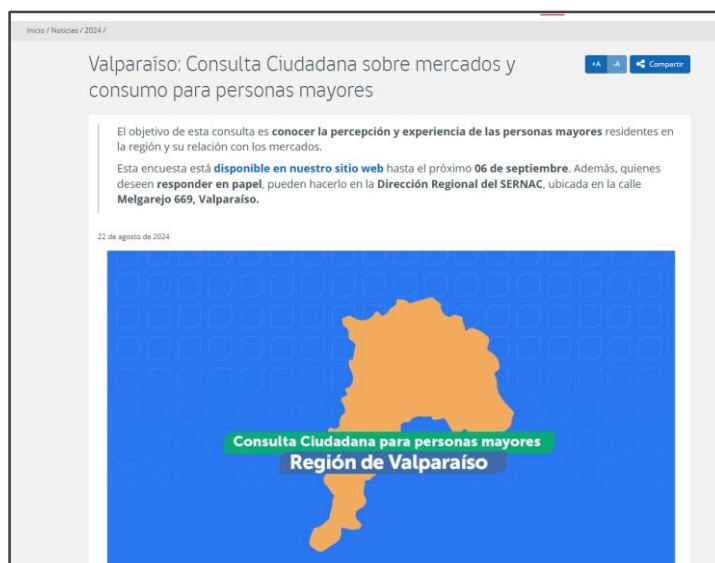 Inicio / Noticias / 2024 /
Valparaíso: Consulta Ciudadana sobre mercados y
consumo para personas mayores
+A -A Compartir
El objetivo de esta consulta es conocer la percepción y experiencia de las personas mayores residentes en
la región y su relación con los mercados.
Esta encuesta está disponible en nuestro sitio web hasta el próximo 06 de septiembre. Además, quienes
deseen responder en papel, pueden hacerlo en la Dirección Regional del SERNAC, ubicada en la calle
Melgarejo 669, Valparaíso.
22 de agosto de 2024
Consulta Ciudadana para personas mayores
Región de Valparaíso